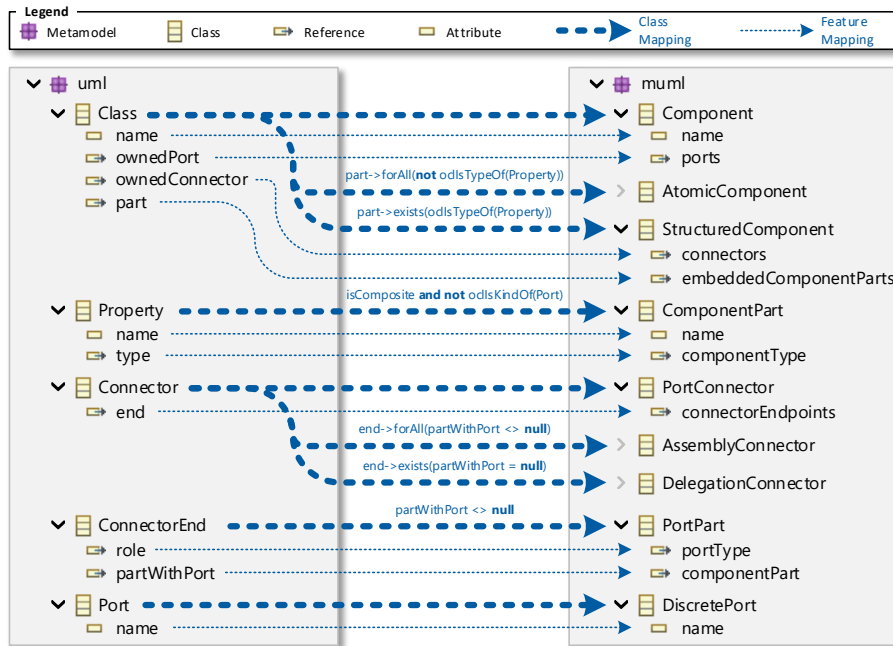 Legend
Metamodel Class Reference Attribute Class Mapping Feature Mapping
uml muml
Class Component
name name
ownedPort ports
ownedConnector part->forAll(not oclIsTypeOf(Property)) AtomicComponent
part part->exists(oclIsTypeOf(Property)) StructuredComponent
connectors
embeddedComponentParts
isComposite and not oclIsKindOf(Port)
Property ComponentPart
name name
type componentType
Connector PortConnector
end connectorEndpoints
end->forAll(partWithPort <> null) AssemblyConnector
end->exists(partWithPort = null) DelegationConnector
partWithPort <> null
ConnectorEnd PortPart
role portType
partWithPort componentPart
Port DiscretePort
name name